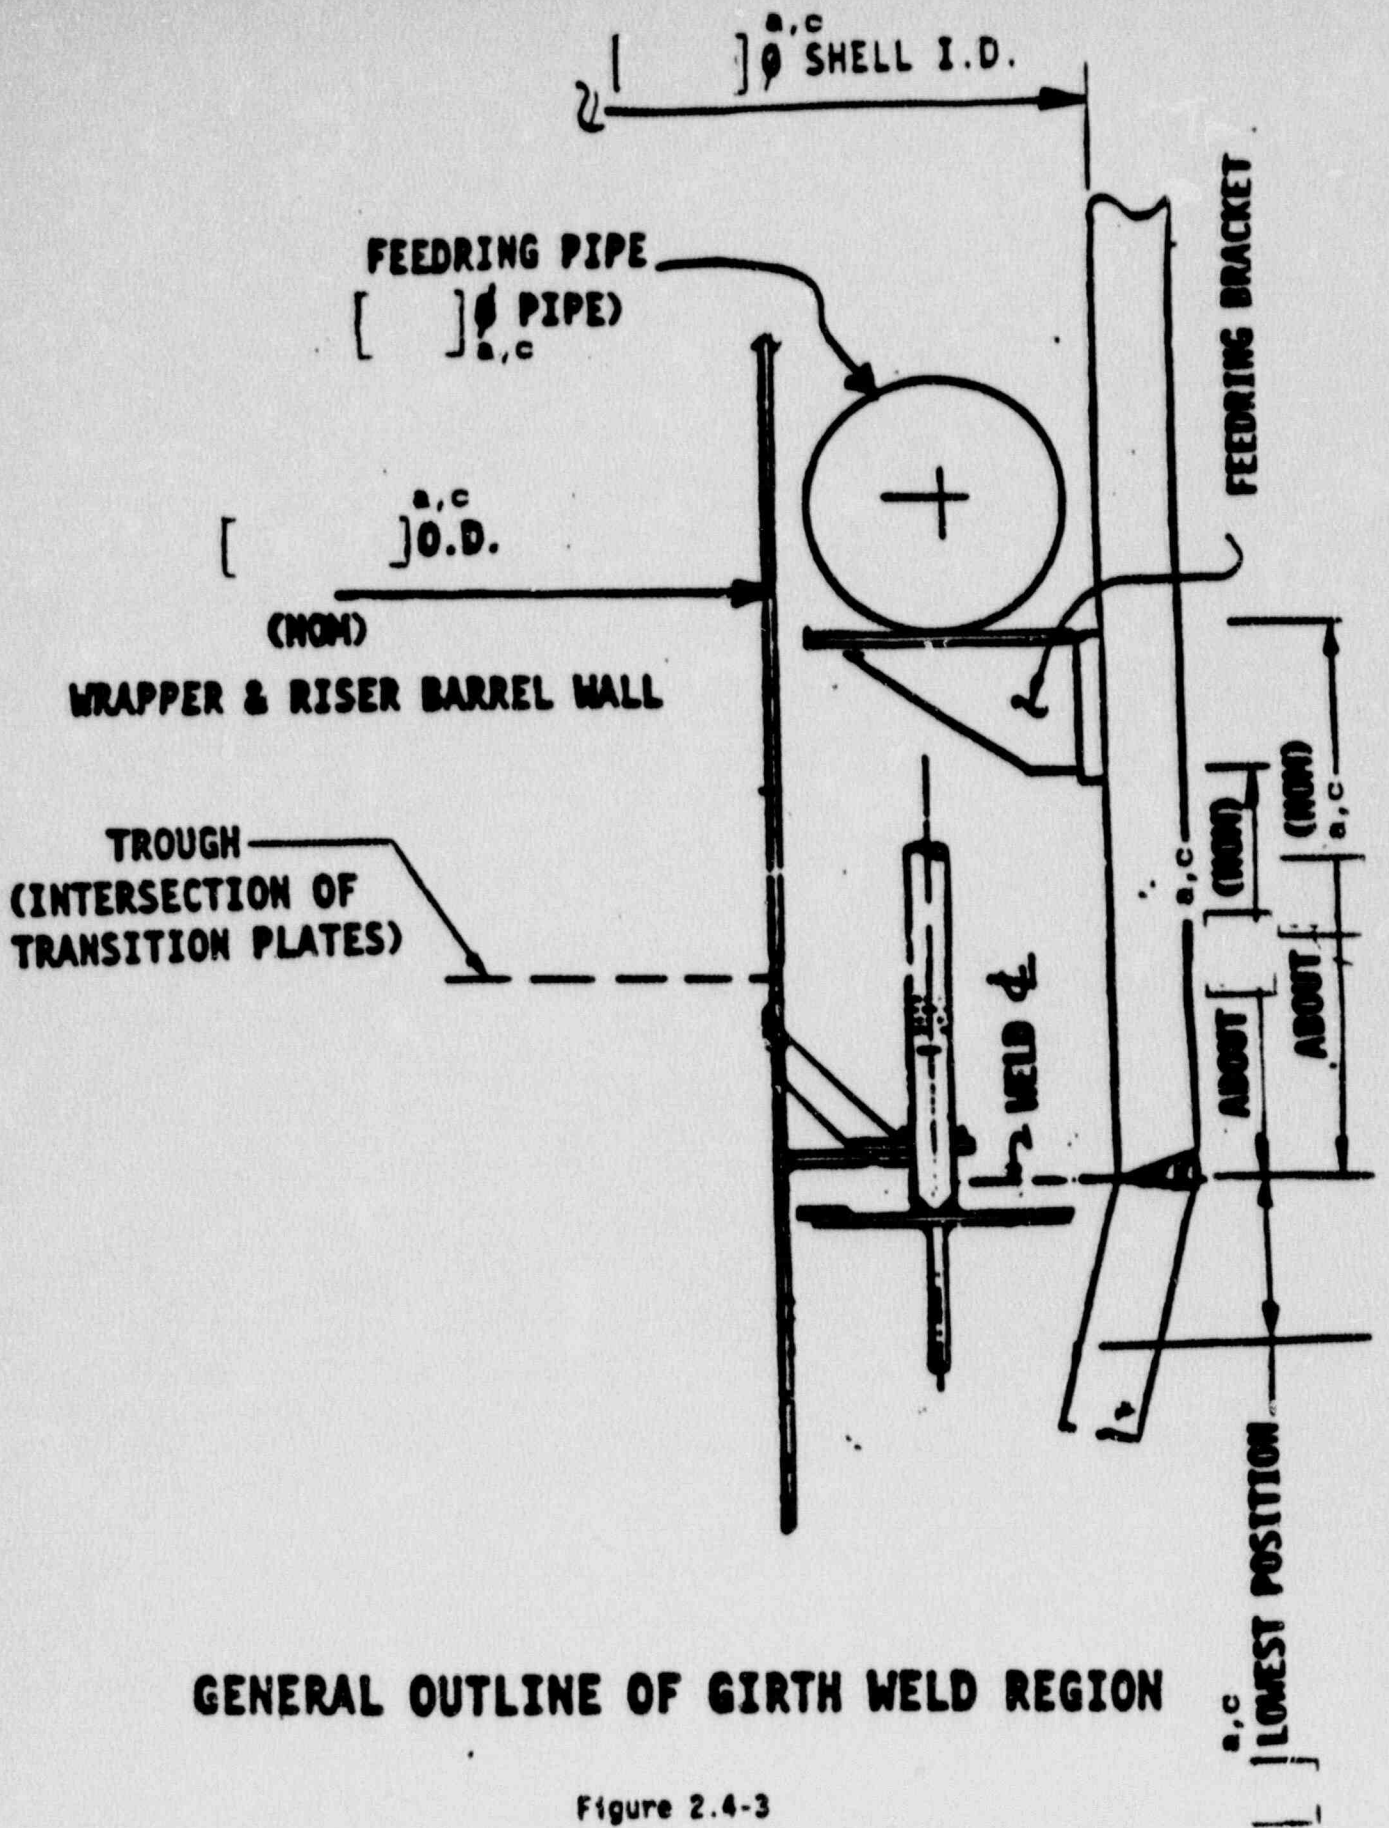 a,c
[ ]ø SHELL I.D.
FEEDRING PIPE
[ ]ø PIPE)
a,c
FEEDRING BRACKET
a,c
[ ]O.D.
(NOM)
WRAPPER & RISER BARREL WALL
TROUGH
(INTERSECTION OF
TRANSITION PLATES)
WELD ℄
a,c
ABOUT [ ] (NOM)
a,c
ABOUT [ ] (NOM)
a,c
[ ] LOWEST POSITION
GENERAL OUTLINE OF GIRTH WELD REGION
Figure 2.4-3